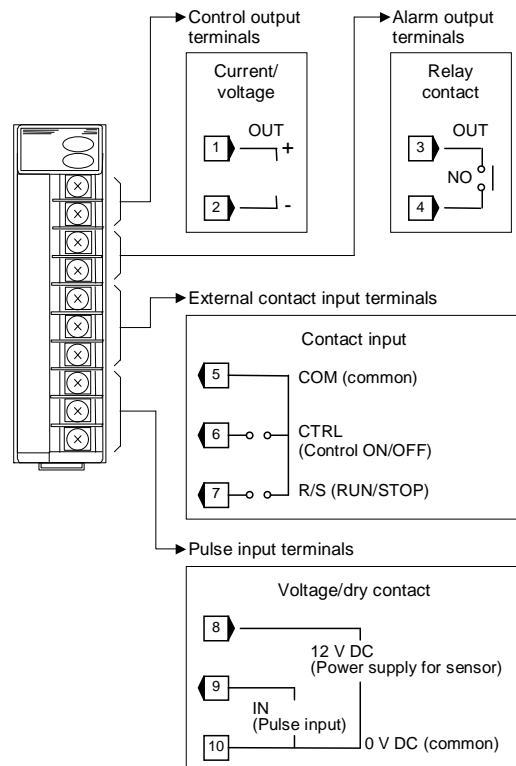 Control output
terminals
Current/
voltage
1
OUT
+
2
-
Alarm output
terminals
Relay
contact
3
OUT
NO
4
External contact input terminals
Contact input
5
COM (common)
6
CTRL
(Control ON/OFF)
7
R/S (RUN/STOP)
Pulse input terminals
Voltage/dry contact
8
12 V DC
(Power supply for sensor)
9
IN
(Pulse input)
10
0 V DC (common)